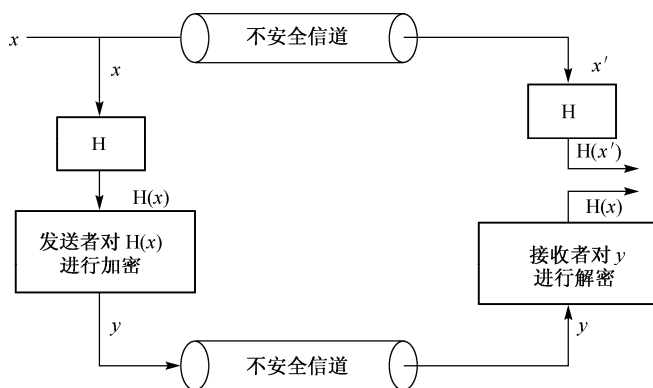 x
不安全信道
x
x′
H
H
H(x′)
H(x)
H(x)
发送者对 H(x)
进行加密
接收者对 y
进行解密
y
y
不安全信道